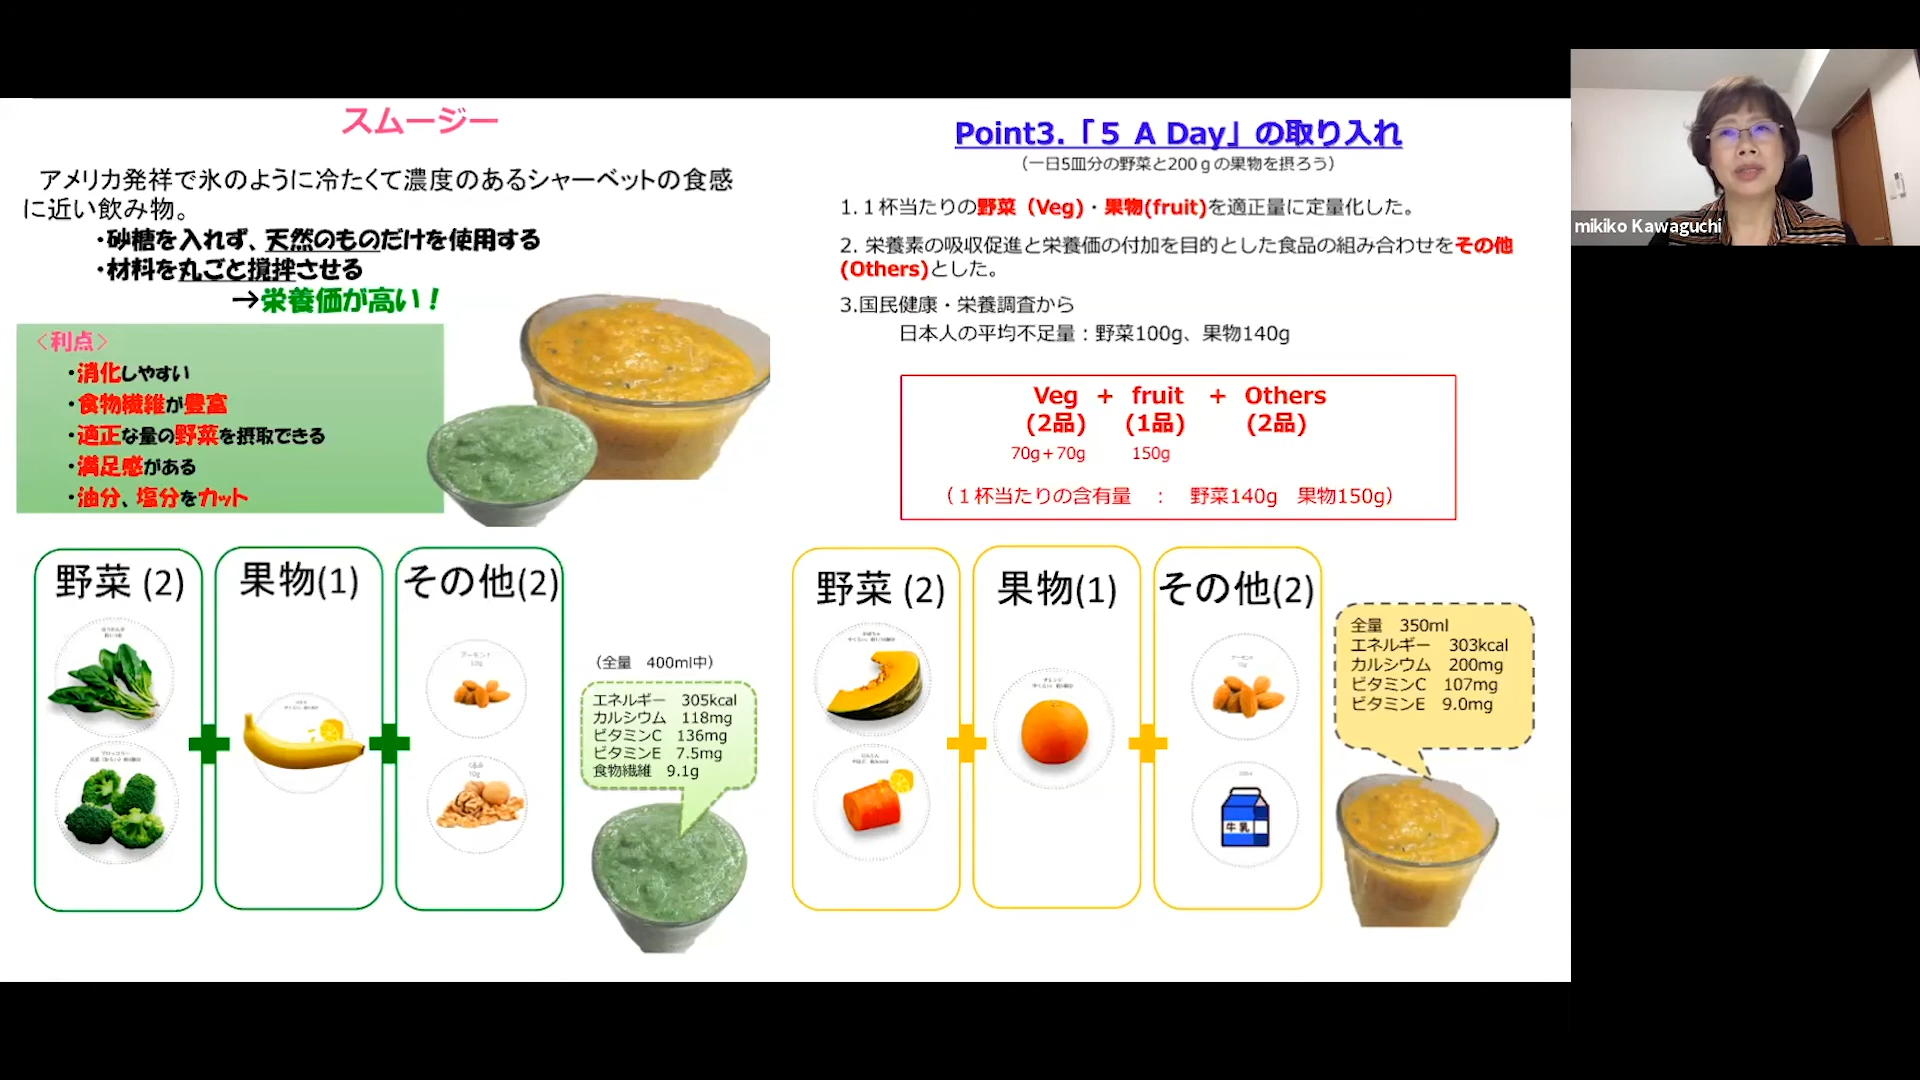 スムージー
アメリカ発祥で氷のように冷たくて濃度のあるシャーベットの食感
に近い飲み物。
・砂糖を入れず、天然のものだけを使用する
・材料を丸ごと撹拌させる
→栄養価が高い！
＜利点＞
・消化しやすい
・食物繊維が豊富
・適正な量の野菜を摂取できる
・満足感がある
・油分、塩分をカット
野菜 (2)
果物(1)
その他(2)
アーモンド
10g
くるみ
10g
（全量　400ml中）
エネルギー　305kcal
カルシウム　118mg
ビタミンC　136mg
ビタミンE　7.5mg
食物繊維　9.1g
Point3.「５ A Day」の取り入れ
（一日5皿分の野菜と200ｇの果物を摂ろう）
1.１杯当たりの野菜（Veg)・果物(fruit)を適正量に定量化した。
2. 栄養素の吸収促進と栄養価の付加を目的とした食品の組み合わせをその他
(Others)とした。
3.国民健康・栄養調査から
日本人の平均不足量：野菜100g、果物140g
Veg + fruit + Others
(2品) (1品) (2品)
70g＋70g 150g
（１杯当たりの含有量　：　野菜140g　果物150g）
野菜 (2)
果物(1)
その他(2)
牛乳
全量　350ml
エネルギー　303kcal
カルシウム　200mg
ビタミンC　107mg
ビタミンE　9.0mg
mikiko Kawaguchi